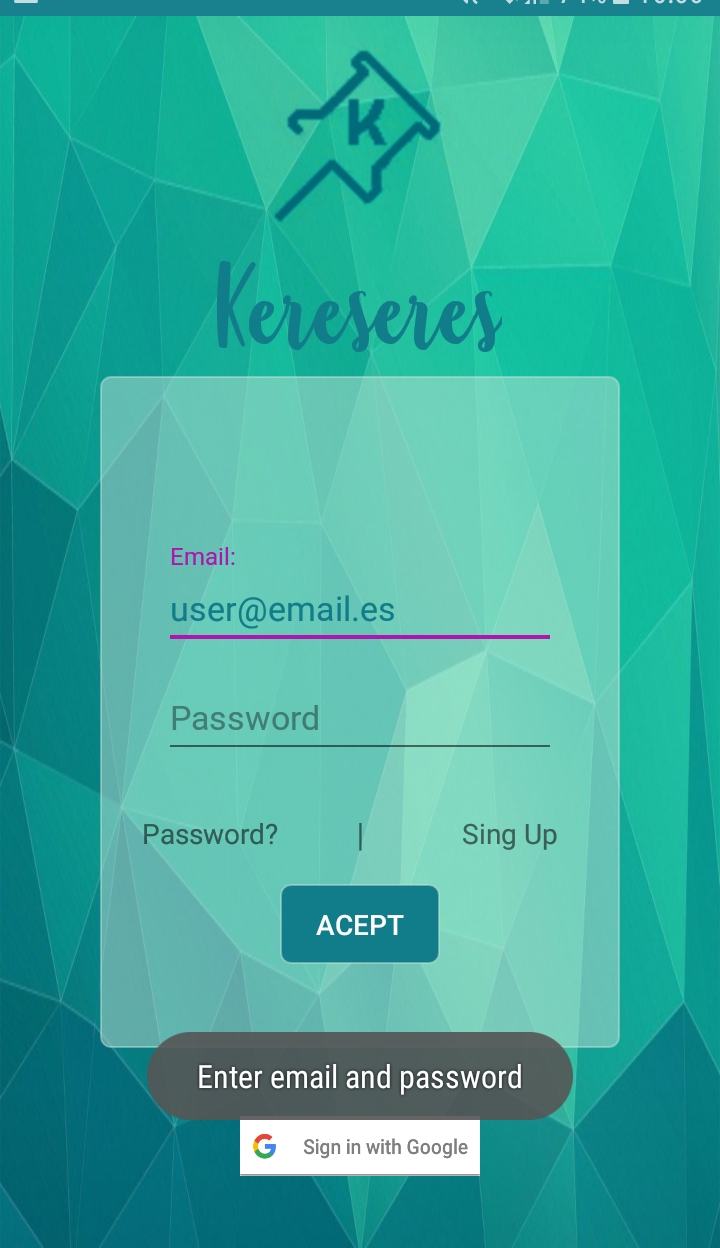 K
Kereseres
Email:
user@email.es
Password
Password? | Sing Up
ACEPT
Enter email and password
Sign in with Google